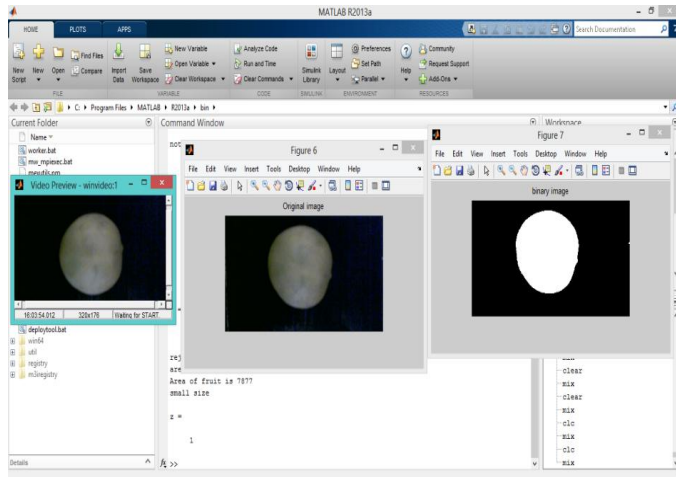 MATLAB R2013a
HOME PLOTS APPS
Search Documentation
New Script
New
Open
Find Files
Compare
Import Data
Save Workspace
New Variable
Open Variable
Clear Workspace
Analyze Code
Run and Time
Clear Commands
Simulink Library
Layout
Preferences
Set Path
Parallel
Help
Community
Request Support
Add-Ons
FILE VARIABLE CODE SIMULINK ENVIRONMENT RESOURCES
C: Program Files MATLAB R2013a bin
Current Folder
Name
worker.bat
mw_mpiexec.bat
mexutils.pm
Video Preview - winvideo:1
16:03:54.012 320x176 Waiting for START.
deploytool.bat
win64
util
registry
m3iregistry
Details
Command Window
not
=
rej
are
Area of fruit is 7877
small size
z =
1
fx >>
Figure 6
File Edit View Insert Tools Desktop Window Help
Original image
Workspace
Figure 7
File Edit View Insert Tools Desktop Window Help
binary image
mix
clear
mix
clear
mix
clc
mix
clc
mix